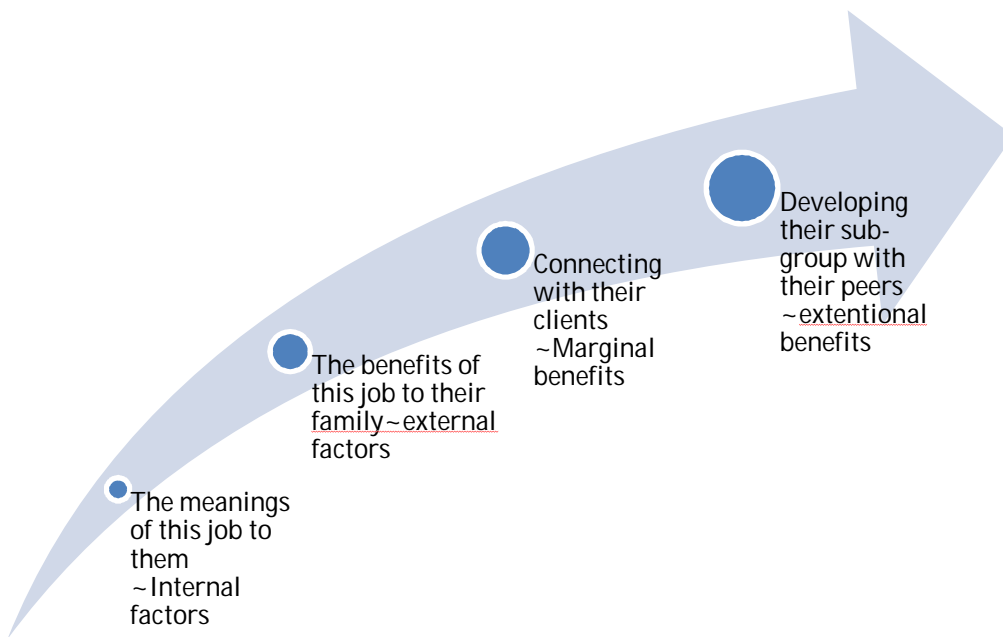 The meanings
of this job to
them
~Internal
factors
The benefits of
this job to their
family~external
factors
Connecting
with their
clients
~Marginal
benefits
Developing
their sub-
group with
their peers
~extentional
benefits